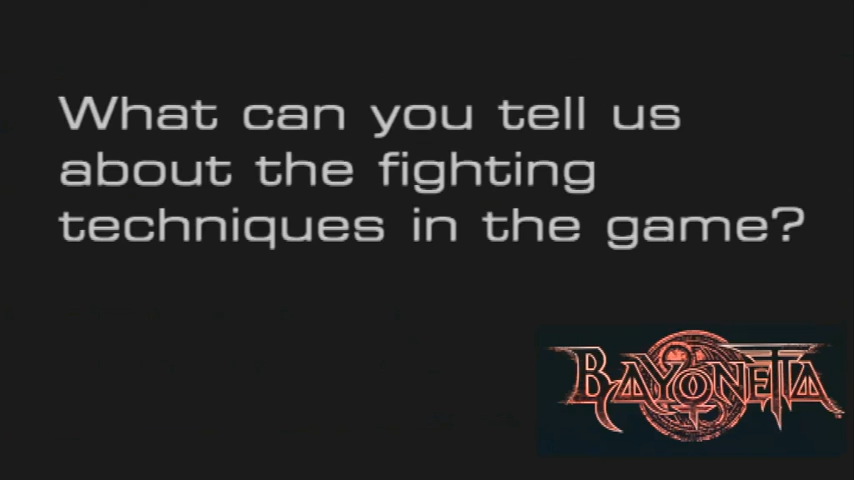 What can you tell us
about the fighting
techniques in the game?
BAYONETTA